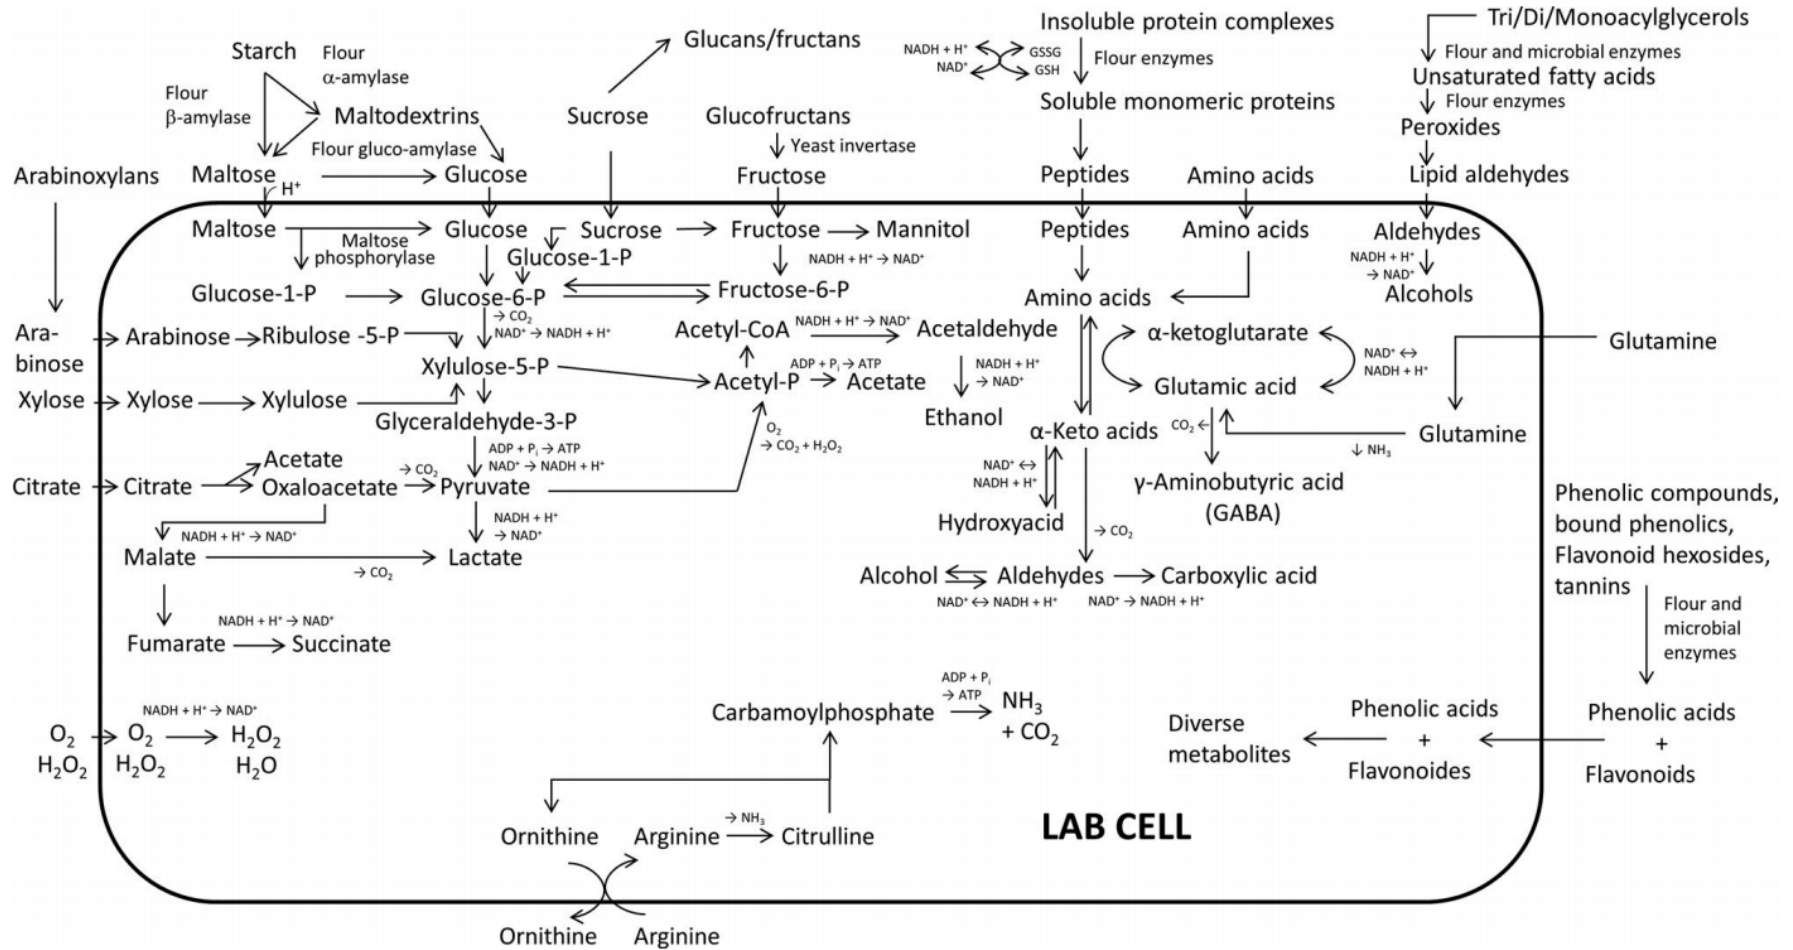 Insoluble protein complexes
Tri/Di/Monoacylglycerols
Starch
Flour
α-amylase
Glucans/fructans
NADH + H⁺
NAD⁺
GSSG
GSH
Flour enzymes
Flour and microbial enzymes
Unsaturated fatty acids
Flour
β-amylase
Maltodextrins
Sucrose
Glucofructans
Soluble monomeric proteins
Flour enzymes
Peroxides
Flour gluco-amylase
Yeast invertase
Arabinoxylans
Maltose
Glucose
Fructose
Peptides
Amino acids
Lipid aldehydes
H⁺
Maltose
Glucose
Sucrose
Fructose
Mannitol
Peptides
Amino acids
Aldehydes
Maltose
phosphorylase
Glucose-1-P
NADH + H⁺ → NAD⁺
NADH + H⁺
→ NAD⁺
Alcohols
Glucose-1-P
Glucose-6-P
Fructose-6-P
Amino acids
→ CO₂
NAD⁺ → NADH + H⁺
Ara-
binose
Arabinose
Ribulose -5-P
Acetyl-CoA
NADH + H⁺ → NAD⁺
Acetaldehyde
α-ketoglutarate
NAD⁺ ↔
NADH + H⁺
Glutamine
Xylulose-5-P
Acetyl-P
ADP + Pᵢ → ATP
Acetate
NADH + H⁺
→ NAD⁺
Glutamic acid
Xylose
Xylose
Xylulose
Glyceraldehyde-3-P
Ethanol
O₂
→ CO₂ + H₂O₂
α-Keto acids
CO₂ ←
↓ NH₃
Glutamine
ADP + Pᵢ → ATP
NAD⁺ → NADH + H⁺
Acetate
→ CO₂
Citrate
Citrate
Oxaloacetate
Pyruvate
NAD⁺ ↔
NADH + H⁺
γ-Aminobutyric acid
(GABA)
Phenolic compounds,
bound phenolics,
Flavonoid hexosides,
tannins
NADH + H⁺
→ NAD⁺
Hydroxyacid
NADH + H⁺ → NAD⁺
→ CO₂
Malate
→ CO₂
Lactate
Alcohol
Aldehydes
Carboxylic acid
NAD⁺ ↔ NADH + H⁺
NAD⁺ → NADH + H⁺
Flour and
microbial
enzymes
NADH + H⁺ → NAD⁺
Fumarate
Succinate
ADP + Pᵢ
→ ATP
Carbamoylphosphate
NH₃
+ CO₂
Diverse
metabolites
Phenolic acids
+
Flavonoides
Phenolic acids
+
Flavonoids
NADH + H⁺ → NAD⁺
O₂
H₂O₂
O₂
H₂O₂
H₂O₂
H₂O
→ NH₃
Ornithine
Arginine
Citrulline
LAB CELL
Ornithine
Arginine